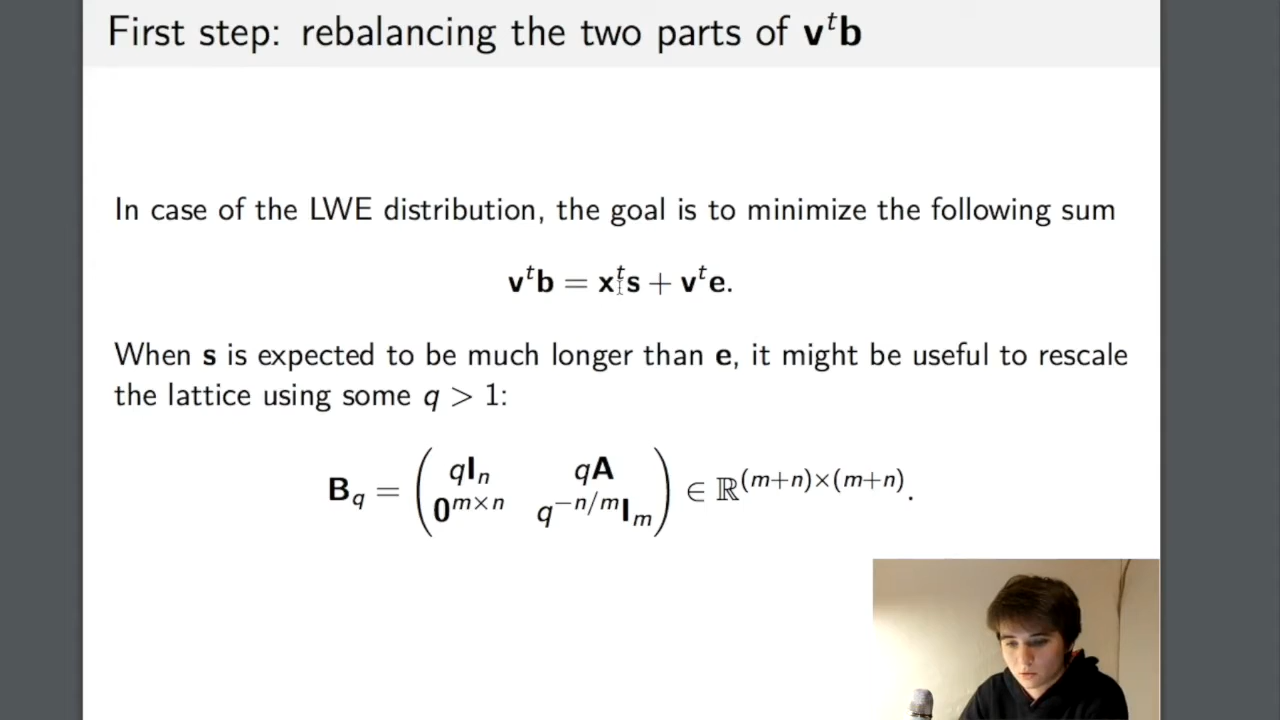 First step: rebalancing the two parts of vᵗb
In case of the LWE distribution, the goal is to minimize the following sum
vᵗb = xᵗs + vᵗe.
When s is expected to be much longer than e, it might be useful to rescale
the lattice using some q > 1:
B_q = ( qI_n qA
0^{m×n} q^{−n/m}I_m ) ∈ ℝ^{(m+n)×(m+n)}.